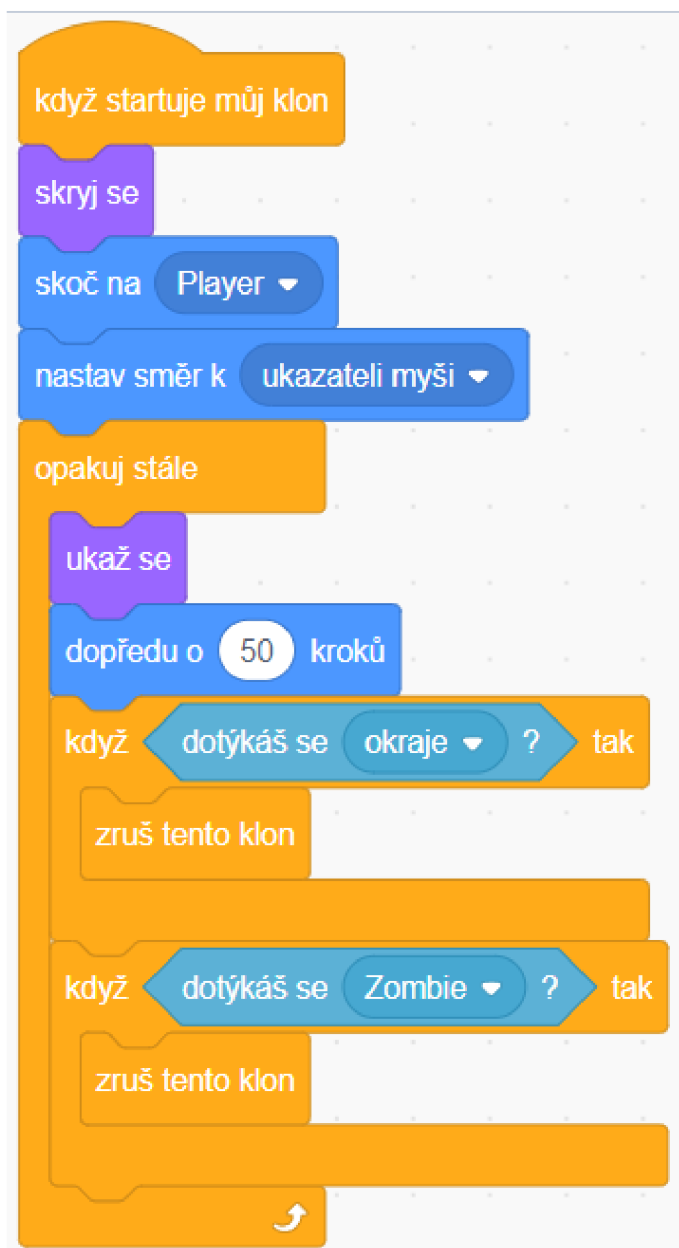 když startuje můj klon
skryj se
skoč na Player
nastav směr k ukazateli myši
opakuj stále
ukaž se
dopředu o 50 kroků
když dotýkáš se okraje ? tak
zruš tento klon
když dotýkáš se Zombie ? tak
zruš tento klon